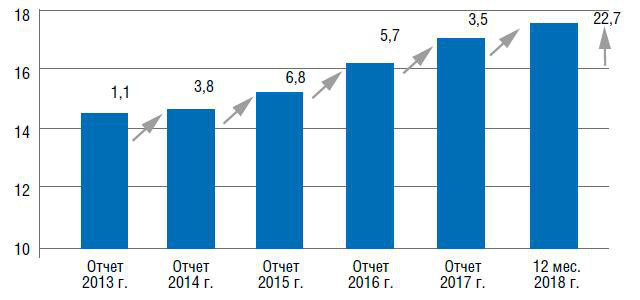 18
16
14
12
10
1,1
3,8
6,8
5,7
3,5
22,7
Отчет
2013 г.
Отчет
2014 г.
Отчет
2015 г.
Отчет
2016 г.
Отчет
2017 г.
12 мес.
2018 г.